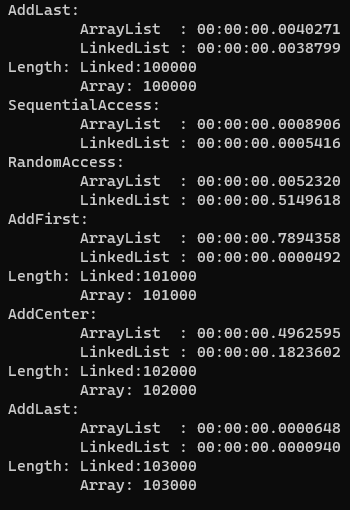 AddLast:
        ArrayList  : 00:00:00.0040271
        LinkedList : 00:00:00.0038799
Length: Linked:100000
        Array: 100000
SequentialAccess:
        ArrayList  : 00:00:00.0008906
        LinkedList : 00:00:00.0005416
RandomAccess:
        ArrayList  : 00:00:00.0052320
        LinkedList : 00:00:00.5149618
AddFirst:
        ArrayList  : 00:00:00.7894358
        LinkedList : 00:00:00.0000492
Length: Linked:101000
        Array: 101000
AddCenter:
        ArrayList  : 00:00:00.4962595
        LinkedList : 00:00:00.1823602
Length: Linked:102000
        Array: 102000
AddLast:
        ArrayList  : 00:00:00.0000648
        LinkedList : 00:00:00.0000940
Length: Linked:103000
        Array: 103000